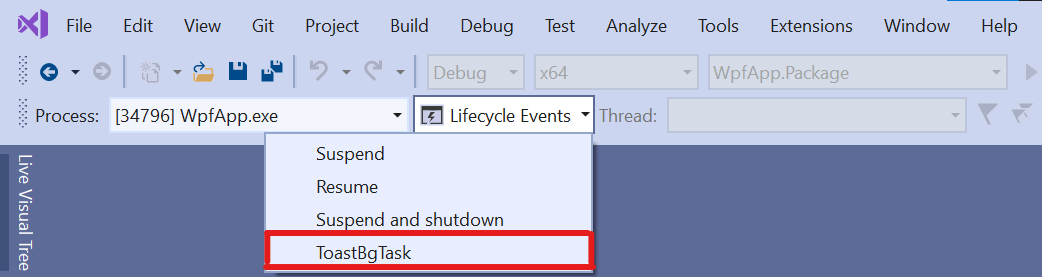 File Edit View Git Project Build Debug Test Analyze Tools Extensions Window Help
Debug x64 WpfApp.Package
Process: [34796] WpfApp.exe Lifecycle Events Thread:
Suspend
Resume
Suspend and shutdown
ToastBgTask
Live Visual Tree